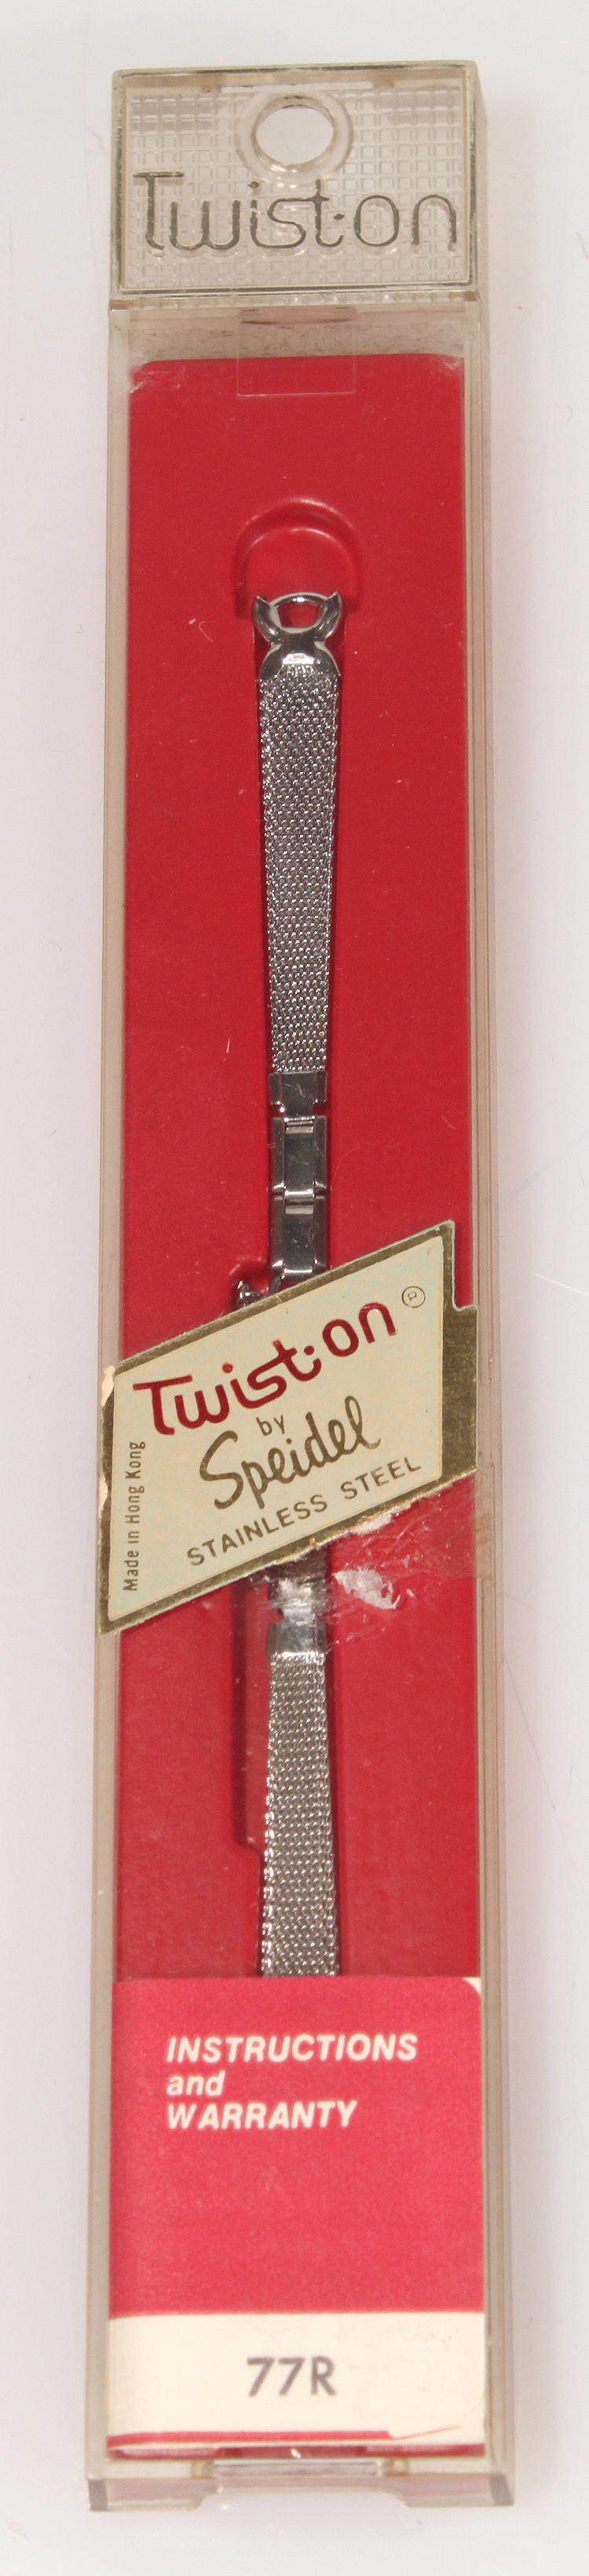 Twist·on
Twist·on ®
by
Speidel
STAINLESS STEEL
Made in Hong Kong
INSTRUCTIONS
and
WARRANTY
77R